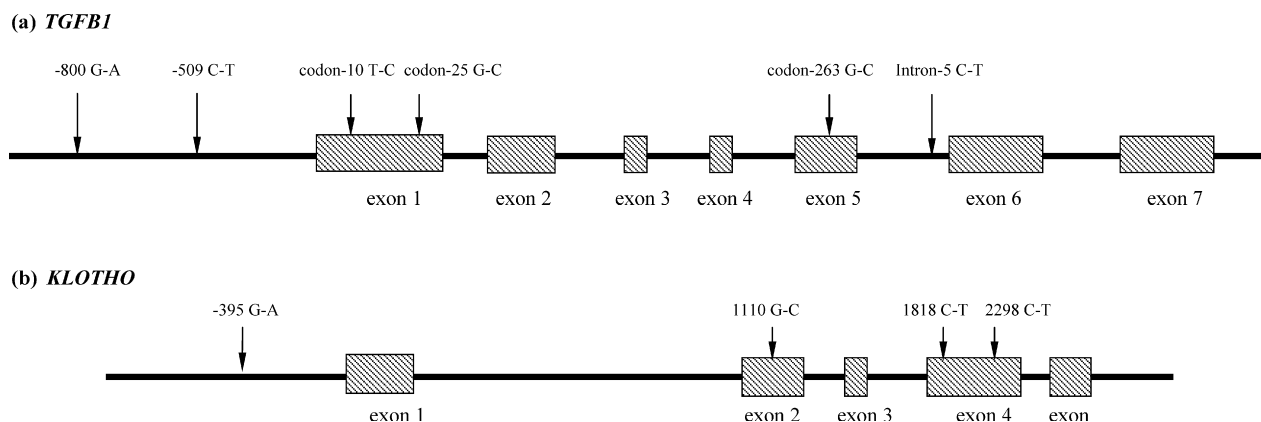 (a) TGFB1
-800 G-A -509 C-T codon-10 T-C codon-25 G-C codon-263 G-C Intron-5 C-T
exon 1 exon 2 exon 3 exon 4 exon 5 exon 6 exon 7
(b) KLOTHO
-395 G-A 1110 G-C 1818 C-T 2298 C-T
exon 1 exon 2 exon 3 exon 4 exon